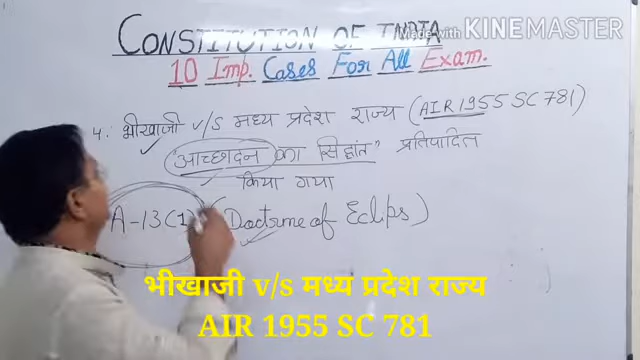 CONSTITUTION OF INDIA
Made with KINEMASTER
10 Imp. Cases For All Exam.
4. भीखाजी v/s मध्य प्रदेश राज्य (AIR 1955 SC 781)
"आच्छादन का सिद्धांत" प्रतिपादित
किया गया
A-13(1) (Doctrine of Eclips)
भीखाजी v/s मध्य प्रदेश राज्य
AIR 1955 SC 781